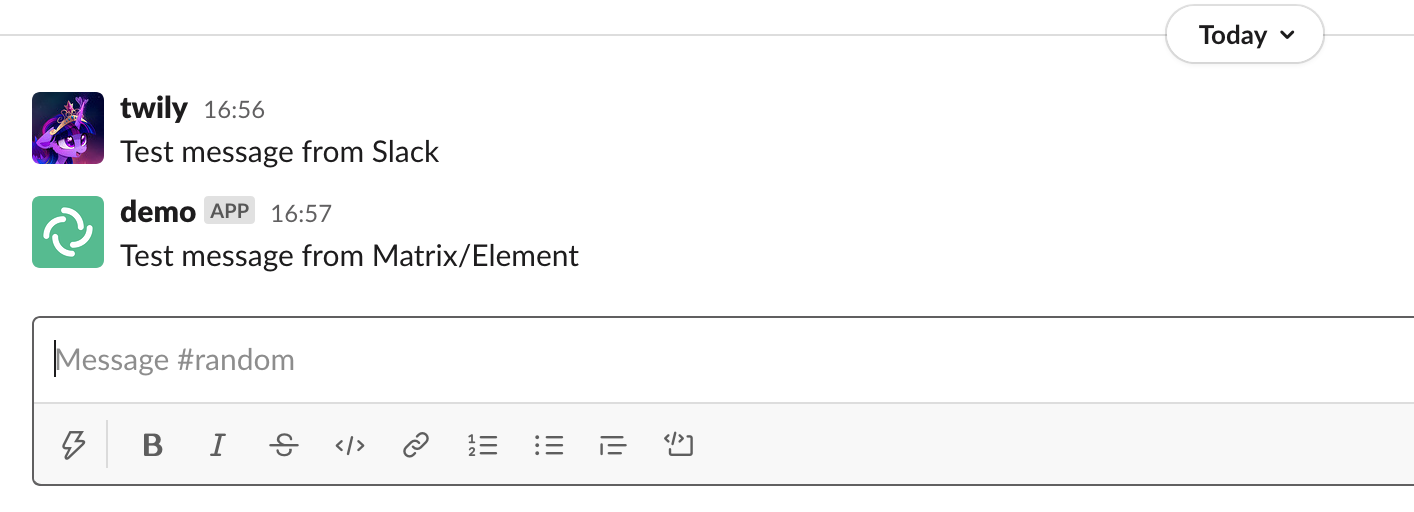 Today
twily 16:56
Test message from Slack
demo APP 16:57
Test message from Matrix/Element
Message #random